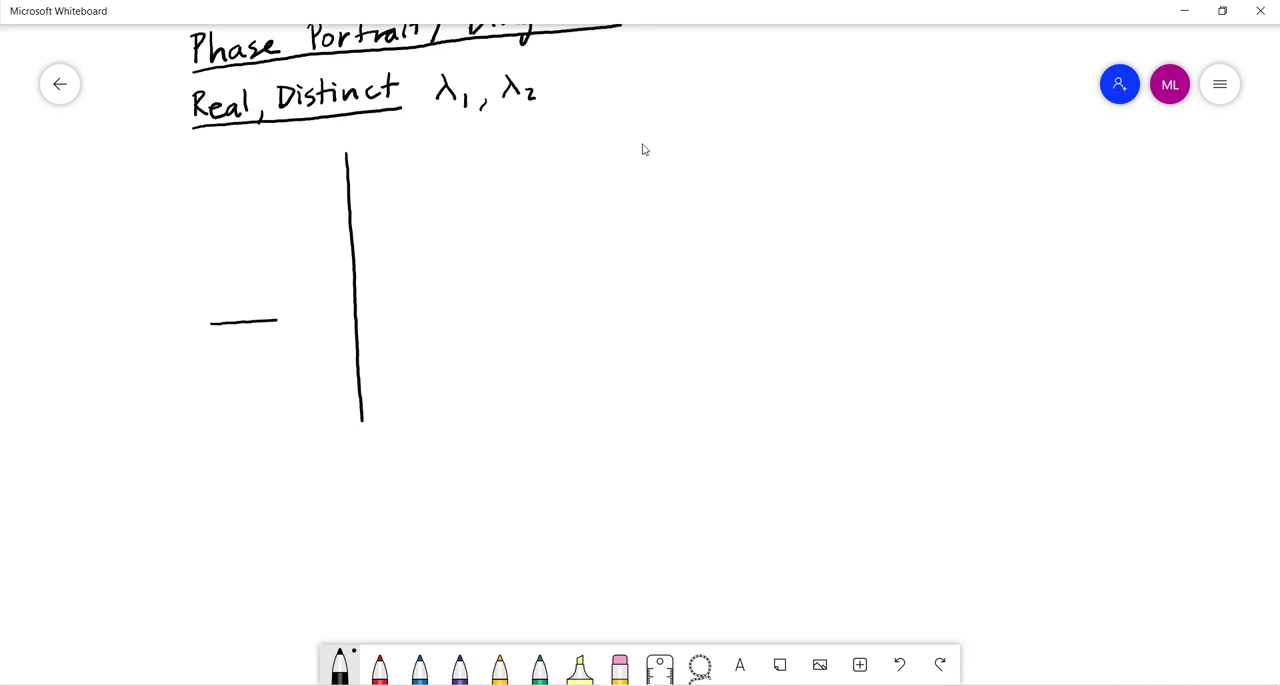 Microsoft Whiteboard
Phase Portrait /
Real, Distinct λ₁, λ₂
ML
A